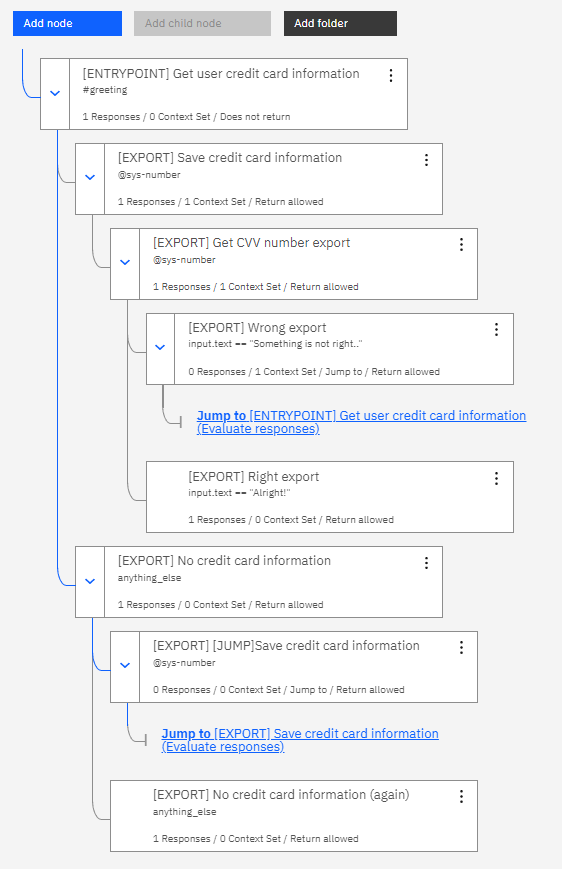 Add node
Add child node
Add folder
[ENTRYPOINT] Get user credit card information
#greeting
1 Responses / 0 Context Set / Does not return
[EXPORT] Save credit card information
@sys-number
1 Responses / 1 Context Set / Return allowed
[EXPORT] Get CVV number export
@sys-number
1 Responses / 1 Context Set / Return allowed
[EXPORT] Wrong export
input.text == "Something is not right.."
0 Responses / 1 Context Set / Jump to / Return allowed
Jump to [ENTRYPOINT] Get user credit card information
(Evaluate responses)
[EXPORT] Right export
input.text == "Alright!"
1 Responses / 0 Context Set / Return allowed
[EXPORT] No credit card information
anything_else
1 Responses / 0 Context Set / Return allowed
[EXPORT] [JUMP]Save credit card information
@sys-number
0 Responses / 0 Context Set / Jump to / Return allowed
Jump to [EXPORT] Save credit card information
(Evaluate responses)
[EXPORT] No credit card information (again)
anything_else
1 Responses / 0 Context Set / Return allowed